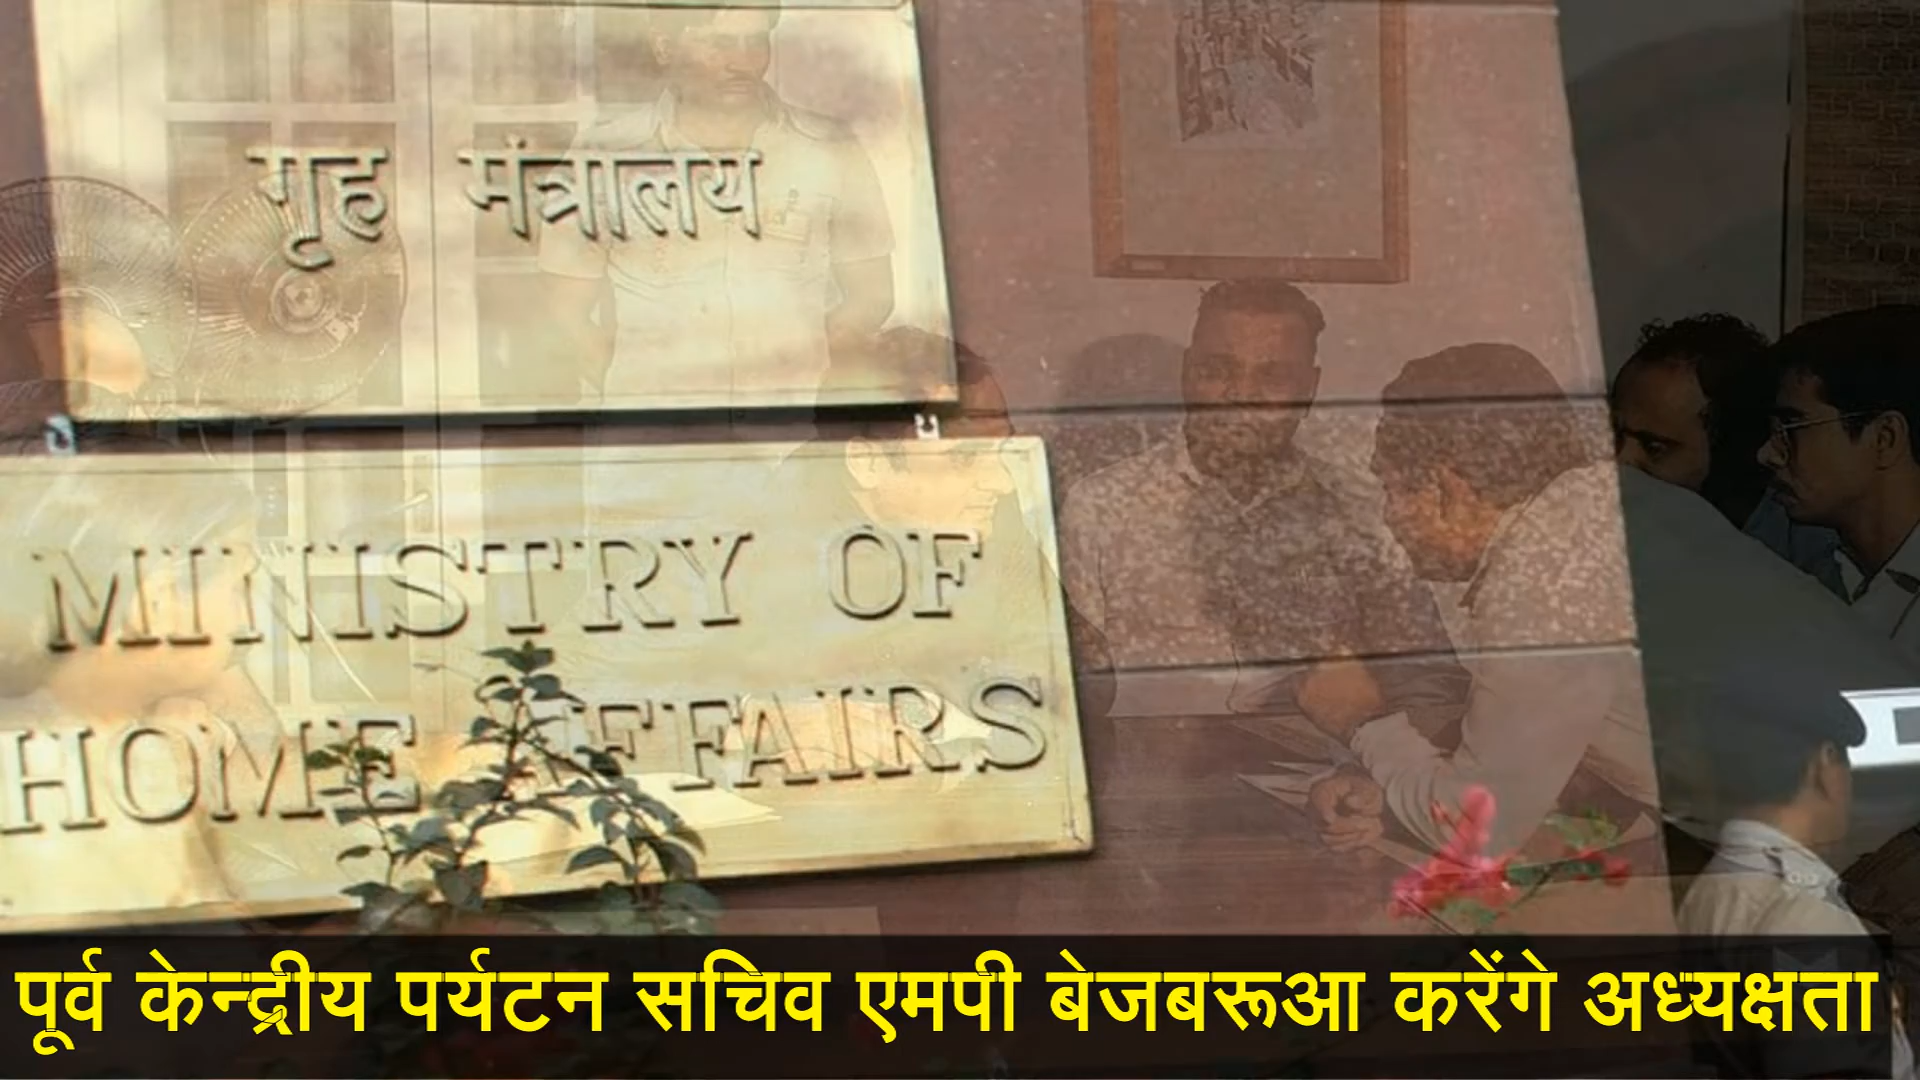 गृह मंत्रालय
MINISTRY OF
HOME AFFAIRS
पूर्व केन्द्रीय पर्यटन सचिव एमपी बेजबरूआ करेंगे अध्यक्षता